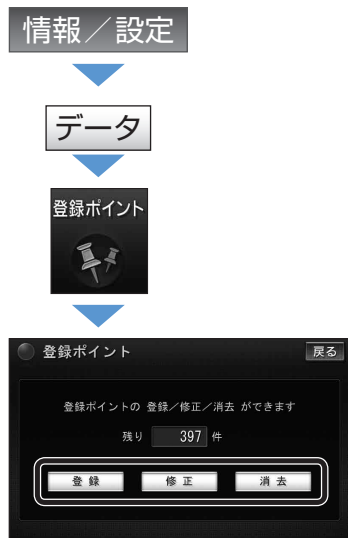 情報／設定
データ
登録ポイント
登録ポイント 戻る
登録ポイントの 登録／修正／消去 ができます
残り 397 件
登録 修正 消去